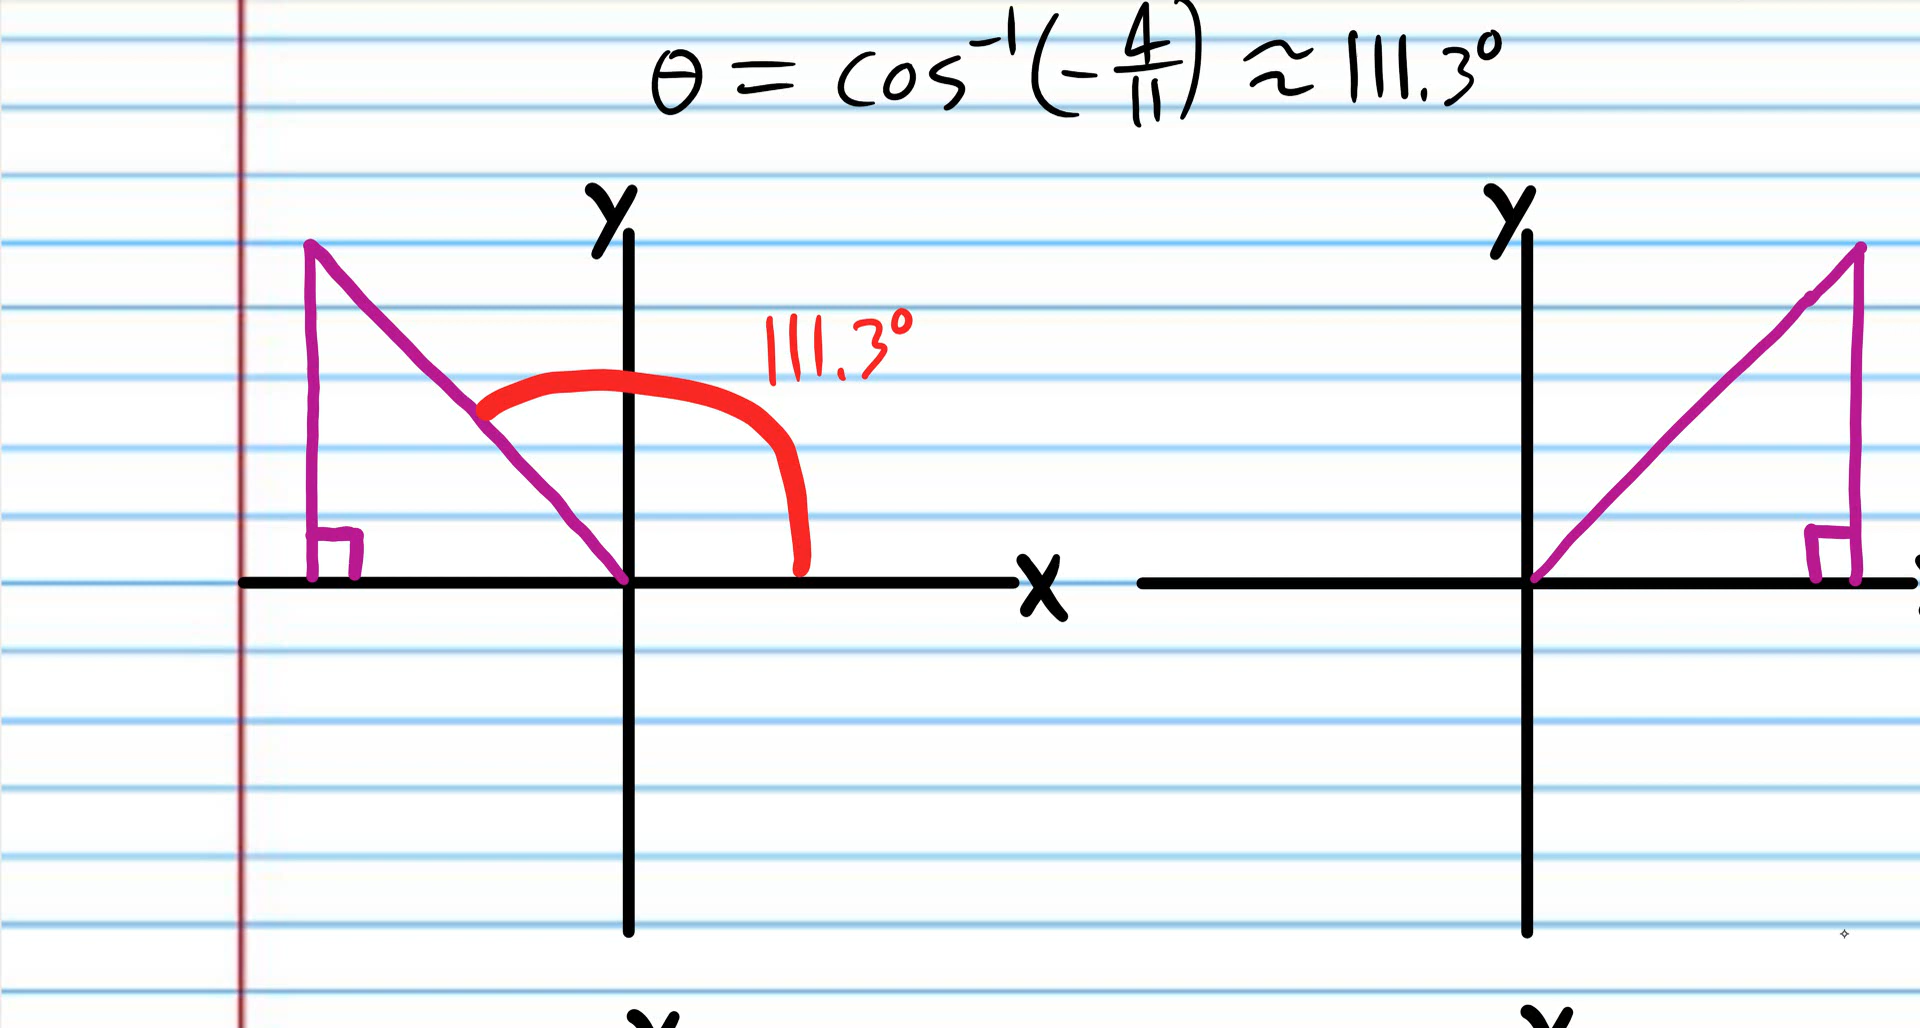 θ = cos⁻¹(-4/11) ≈ 111.3°
y
y
111.3°
x